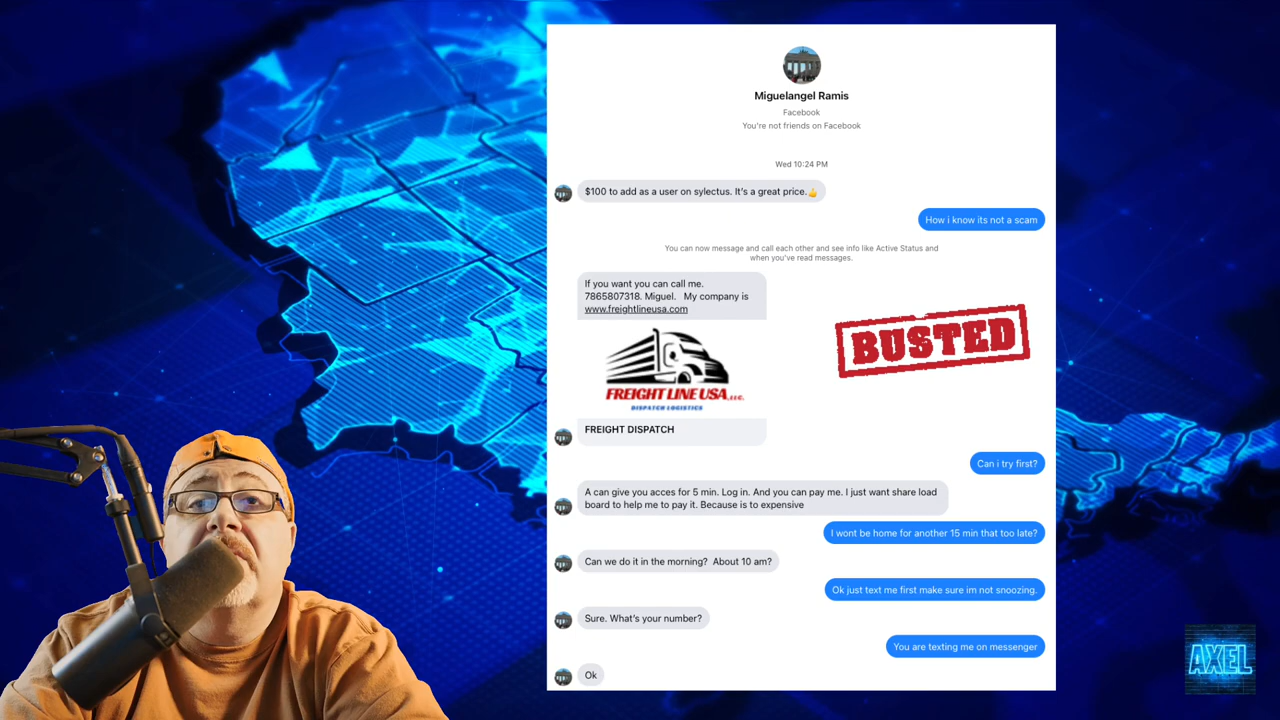 Miguelangel Ramis
Facebook
You're not friends on Facebook
Wed 10:24 PM
$100 to add as a user on sylectus. It's a great price.👍
How i know its not a scam
You can now message and call each other and see info like Active Status and
when you've read messages.
If you want you can call me.
7865807318. Miguel. My company is
www.freightlineusa.com
BUSTED
FREIGHT LINE USA, LLC.
DISPATCH LOGISTICS
FREIGHT DISPATCH
Can i try first?
A can give you acces for 5 min. Log in. And you can pay me. I just want share load
board to help me to pay it. Because is to expensive
I wont be home for another 15 min that too late?
Can we do it in the morning? About 10 am?
Ok just text me first make sure im not snoozing.
Sure. What's your number?
You are texting me on messenger
AXEL
Ok